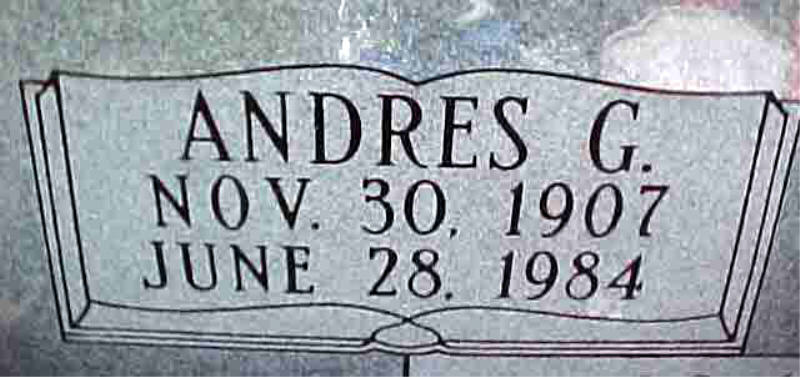 ANDRES G.
NOV. 30, 1907
JUNE 28, 1984